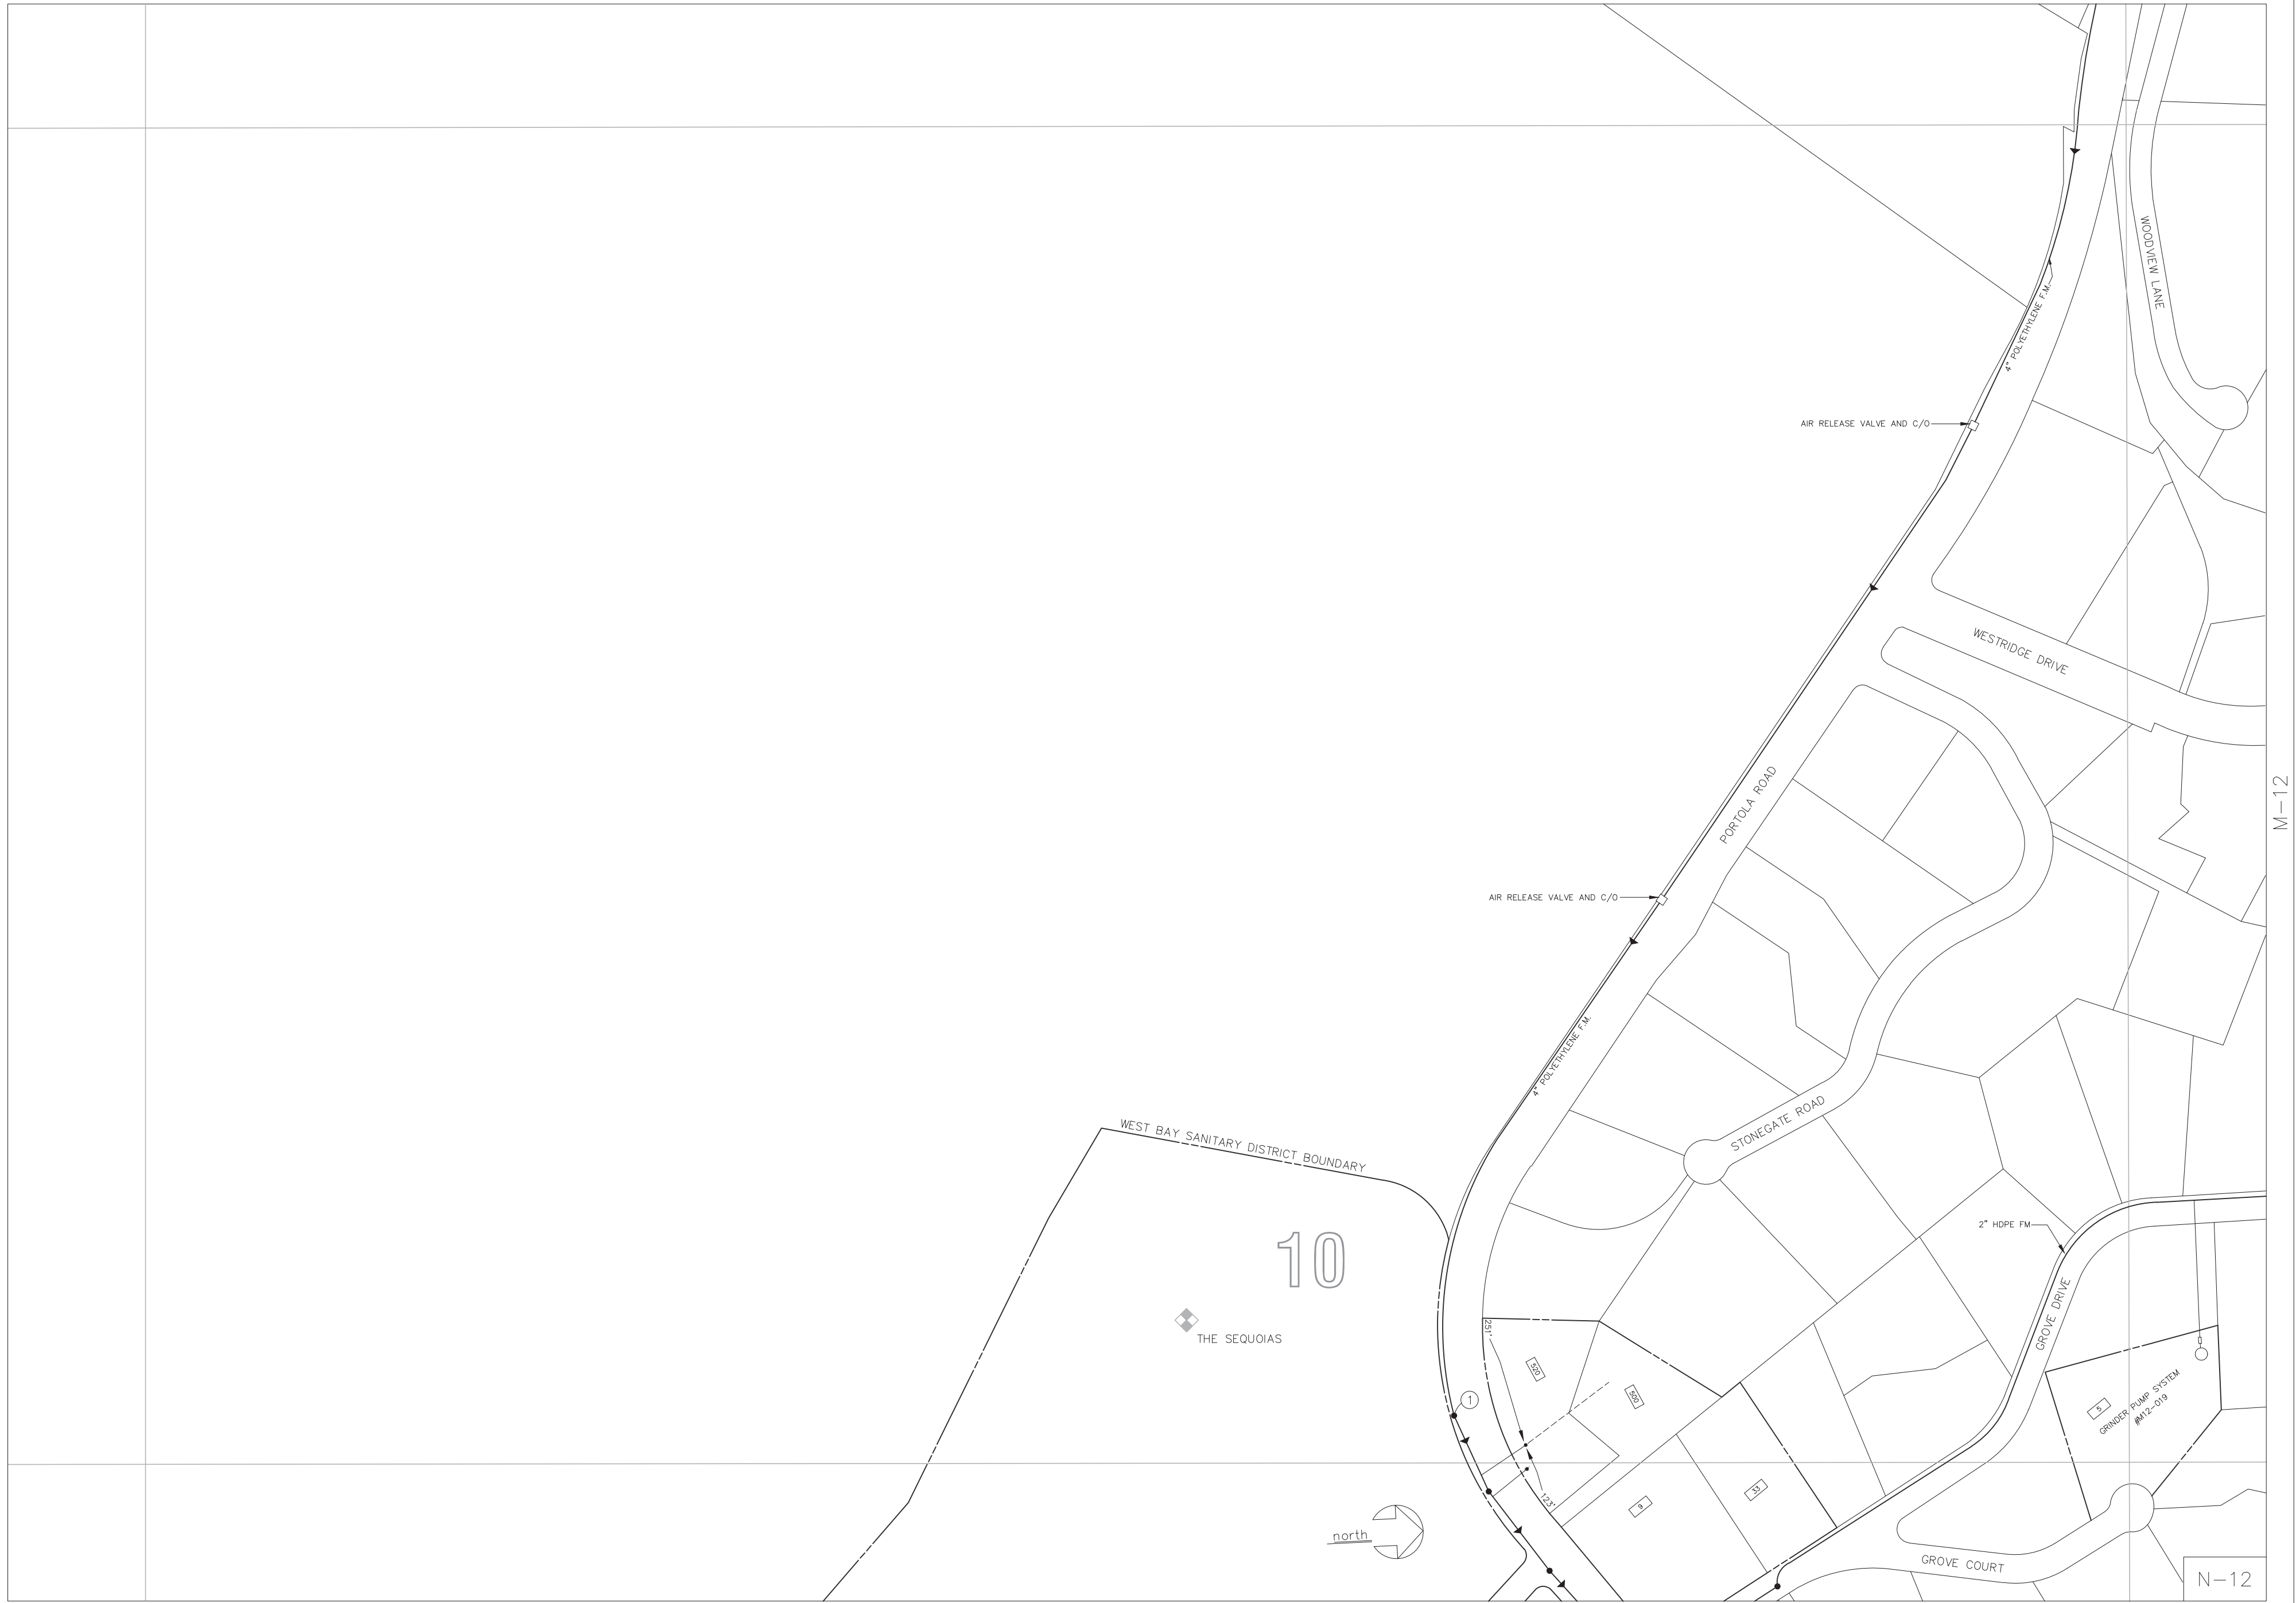 WOODVIEW LANE
4" POLYETHYLENE F.M.
AIR RELEASE VALVE AND C/O
WESTRIDGE DRIVE
PORTOLA ROAD
M-12
AIR RELEASE VALVE AND C/O
4" POLYETHYLENE F.M.
STONEGATE ROAD
WEST BAY SANITARY DISTRICT BOUNDARY
10
2" HDPE FM
GROVE DRIVE
THE SEQUOIAS
251'
520
500
1
5
GRINDER PUMP SYSTEM
#M12-019
123'
9
33
north
GROVE COURT
N-12